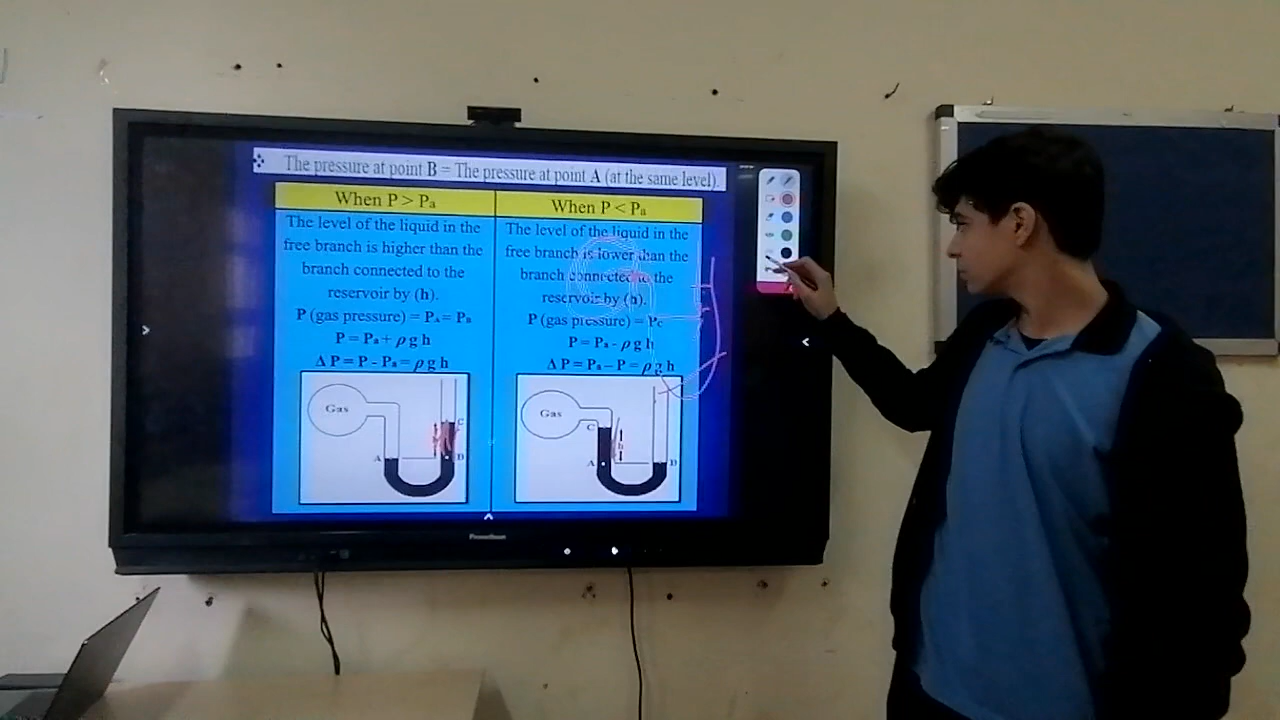 The pressure at point B = The pressure at point A (at the same level).
When P > Pa
The level of the liquid in the
free branch is higher than the
branch connected to the
reservoir by (h).
P (gas pressure) = PA = PB
P = Pa + ρ g h
Δ P = P - Pa = ρ g h
Gas
C
A
B
When P < Pa
The level of the liquid in the
free branch is lower than the
branch connected to the
reservoir by (h).
P (gas pressure) = PC
P = Pa - ρ g h
Δ P = Pa – P = ρ g h
Gas
C
h
A
B